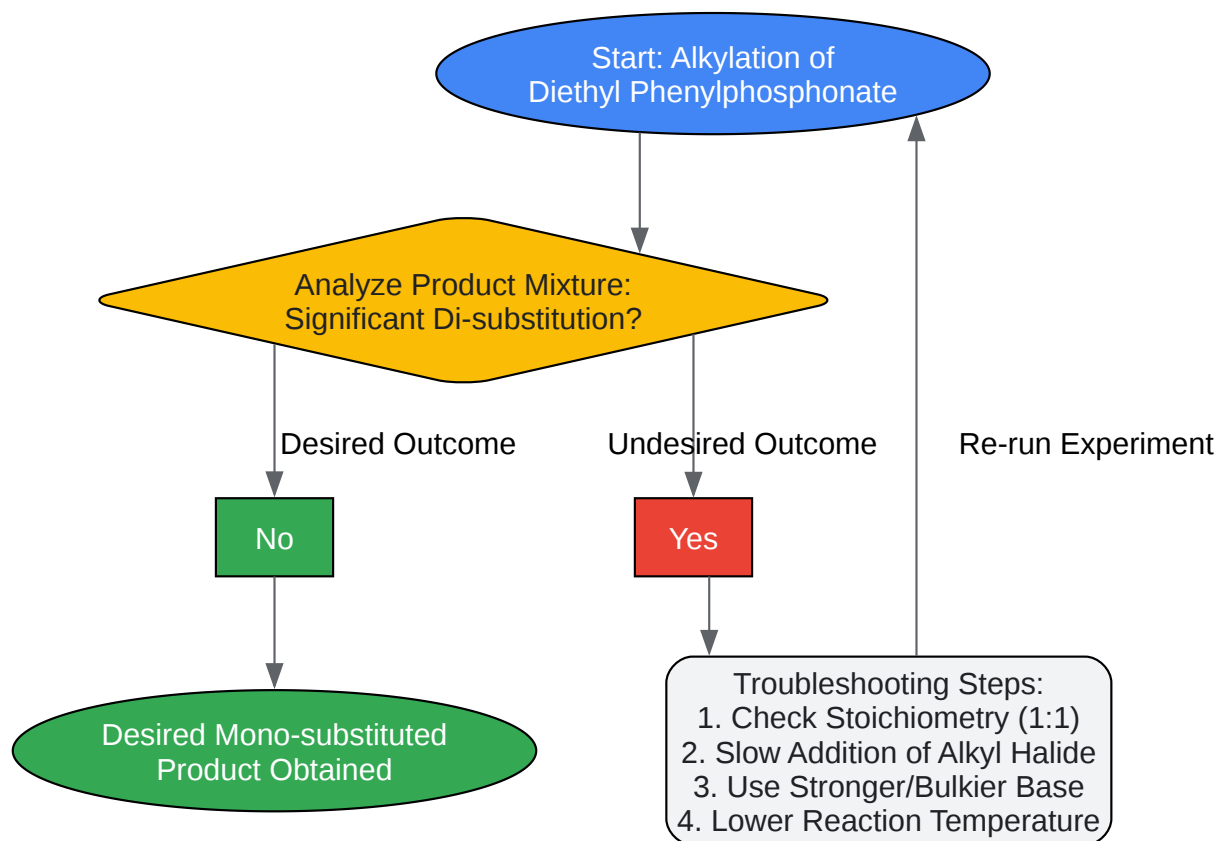 Start: Alkylation of
Diethyl Phenylphosphonate
Analyze Product Mixture:
Significant Di-substitution?
Desired Outcome
Undesired Outcome
Re-run Experiment
No
Yes
Desired Mono-substituted
Product Obtained
Troubleshooting Steps:
1. Check Stoichiometry (1:1)
2. Slow Addition of Alkyl Halide
3. Use Stronger/Bulkier Base
4. Lower Reaction Temperature